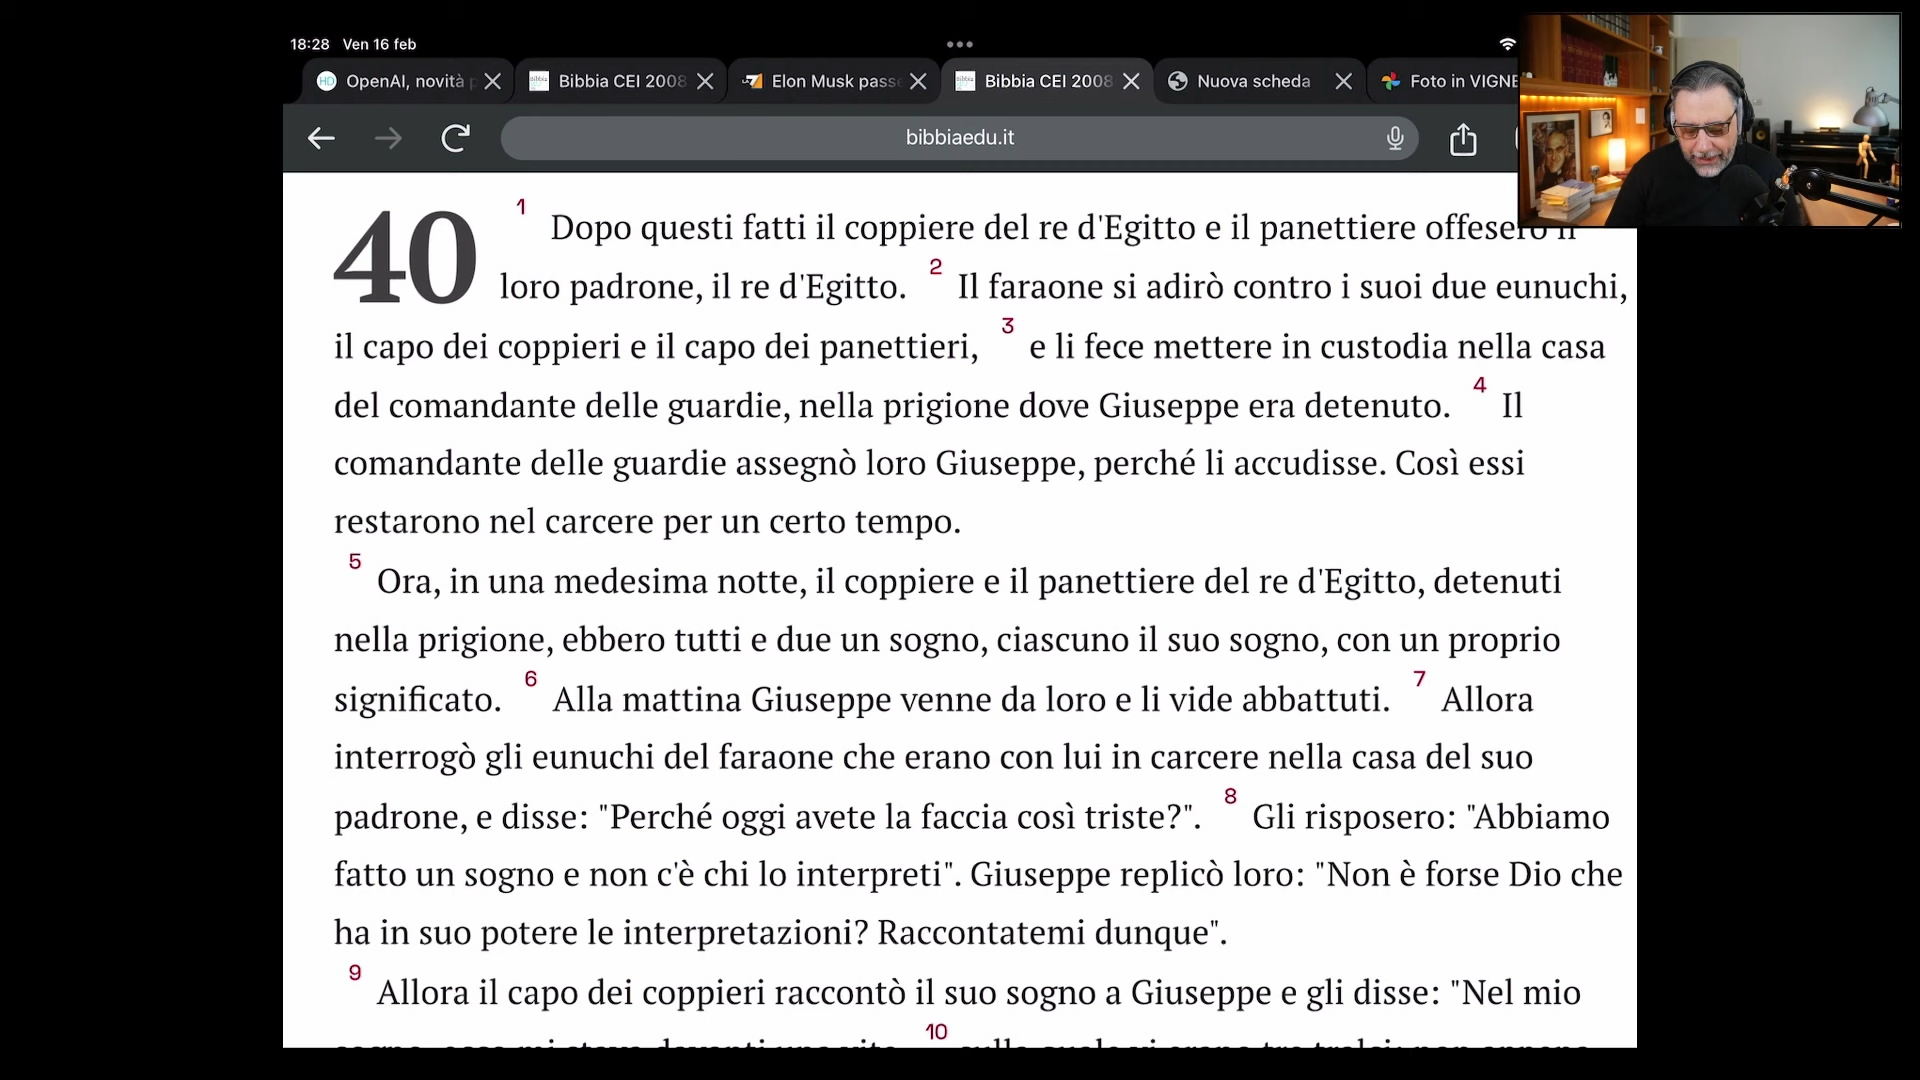 18:28 Ven 16 feb
OpenAI, novità p
Bibbia CEI 2008
Elon Musk passe
Bibbia CEI 2008
Nuova scheda
Foto in VIGNE
bibbiaedu.it
40 1 Dopo questi fatti il coppiere del re d'Egitto e il panettiere offesero il
loro padrone, il re d'Egitto. 2 Il faraone si adirò contro i suoi due eunuchi,
il capo dei coppieri e il capo dei panettieri, 3 e li fece mettere in custodia nella casa
del comandante delle guardie, nella prigione dove Giuseppe era detenuto. 4 Il
comandante delle guardie assegnò loro Giuseppe, perché li accudisse. Così essi
restarono nel carcere per un certo tempo.
5 Ora, in una medesima notte, il coppiere e il panettiere del re d'Egitto, detenuti
nella prigione, ebbero tutti e due un sogno, ciascuno il suo sogno, con un proprio
significato. 6 Alla mattina Giuseppe venne da loro e li vide abbattuti. 7 Allora
interrogò gli eunuchi del faraone che erano con lui in carcere nella casa del suo
padrone, e disse: "Perché oggi avete la faccia così triste?". 8 Gli risposero: "Abbiamo
fatto un sogno e non c'è chi lo interpreti". Giuseppe replicò loro: "Non è forse Dio che
ha in suo potere le interpretazioni? Raccontatemi dunque".
9 Allora il capo dei coppieri raccontò il suo sogno a Giuseppe e gli disse: "Nel mio
10